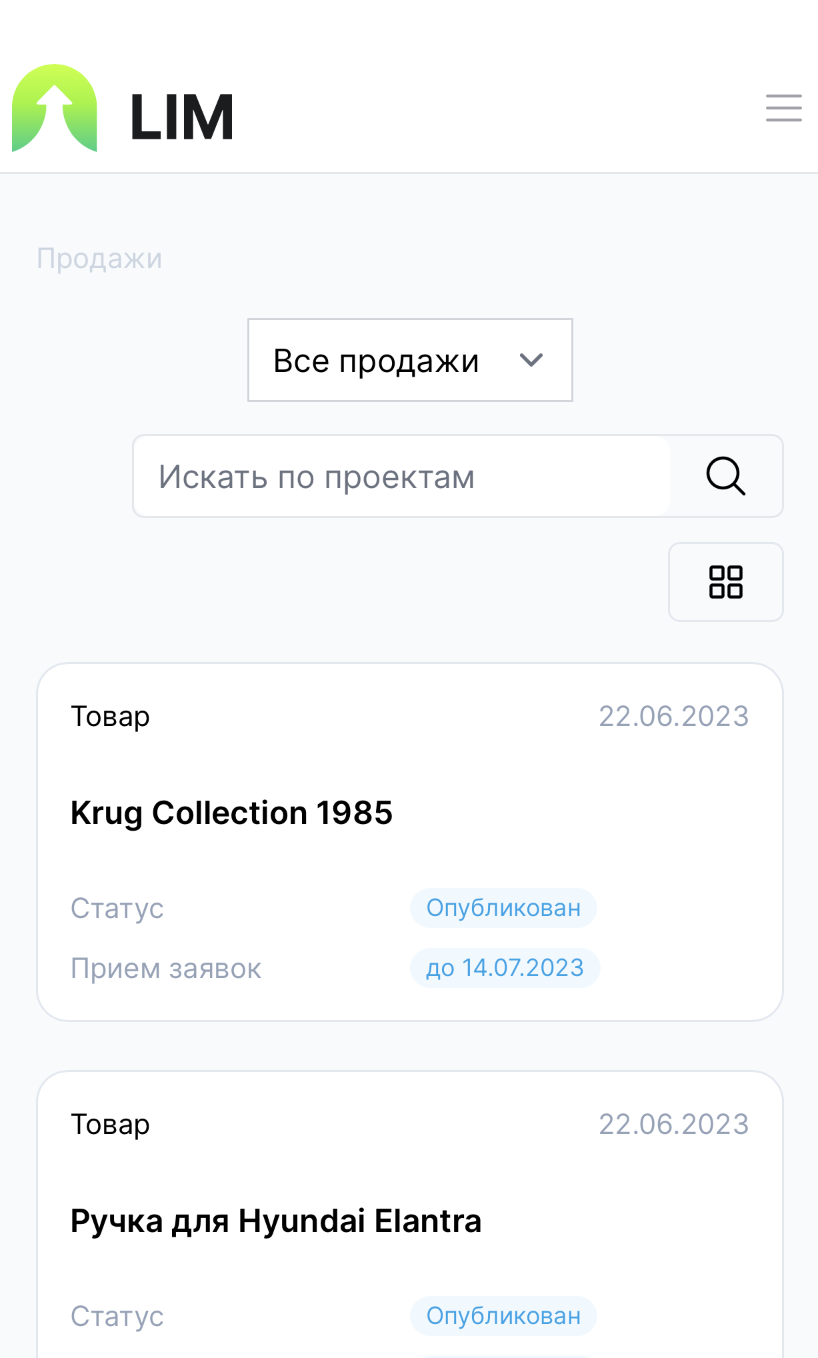 LIM
Продажи
Все продажи
Искать по проектам
Товар 22.06.2023
Krug Collection 1985
Статус Опубликован
Прием заявок до 14.07.2023
Товар 22.06.2023
Ручка для Hyundai Elantra
Статус Опубликован